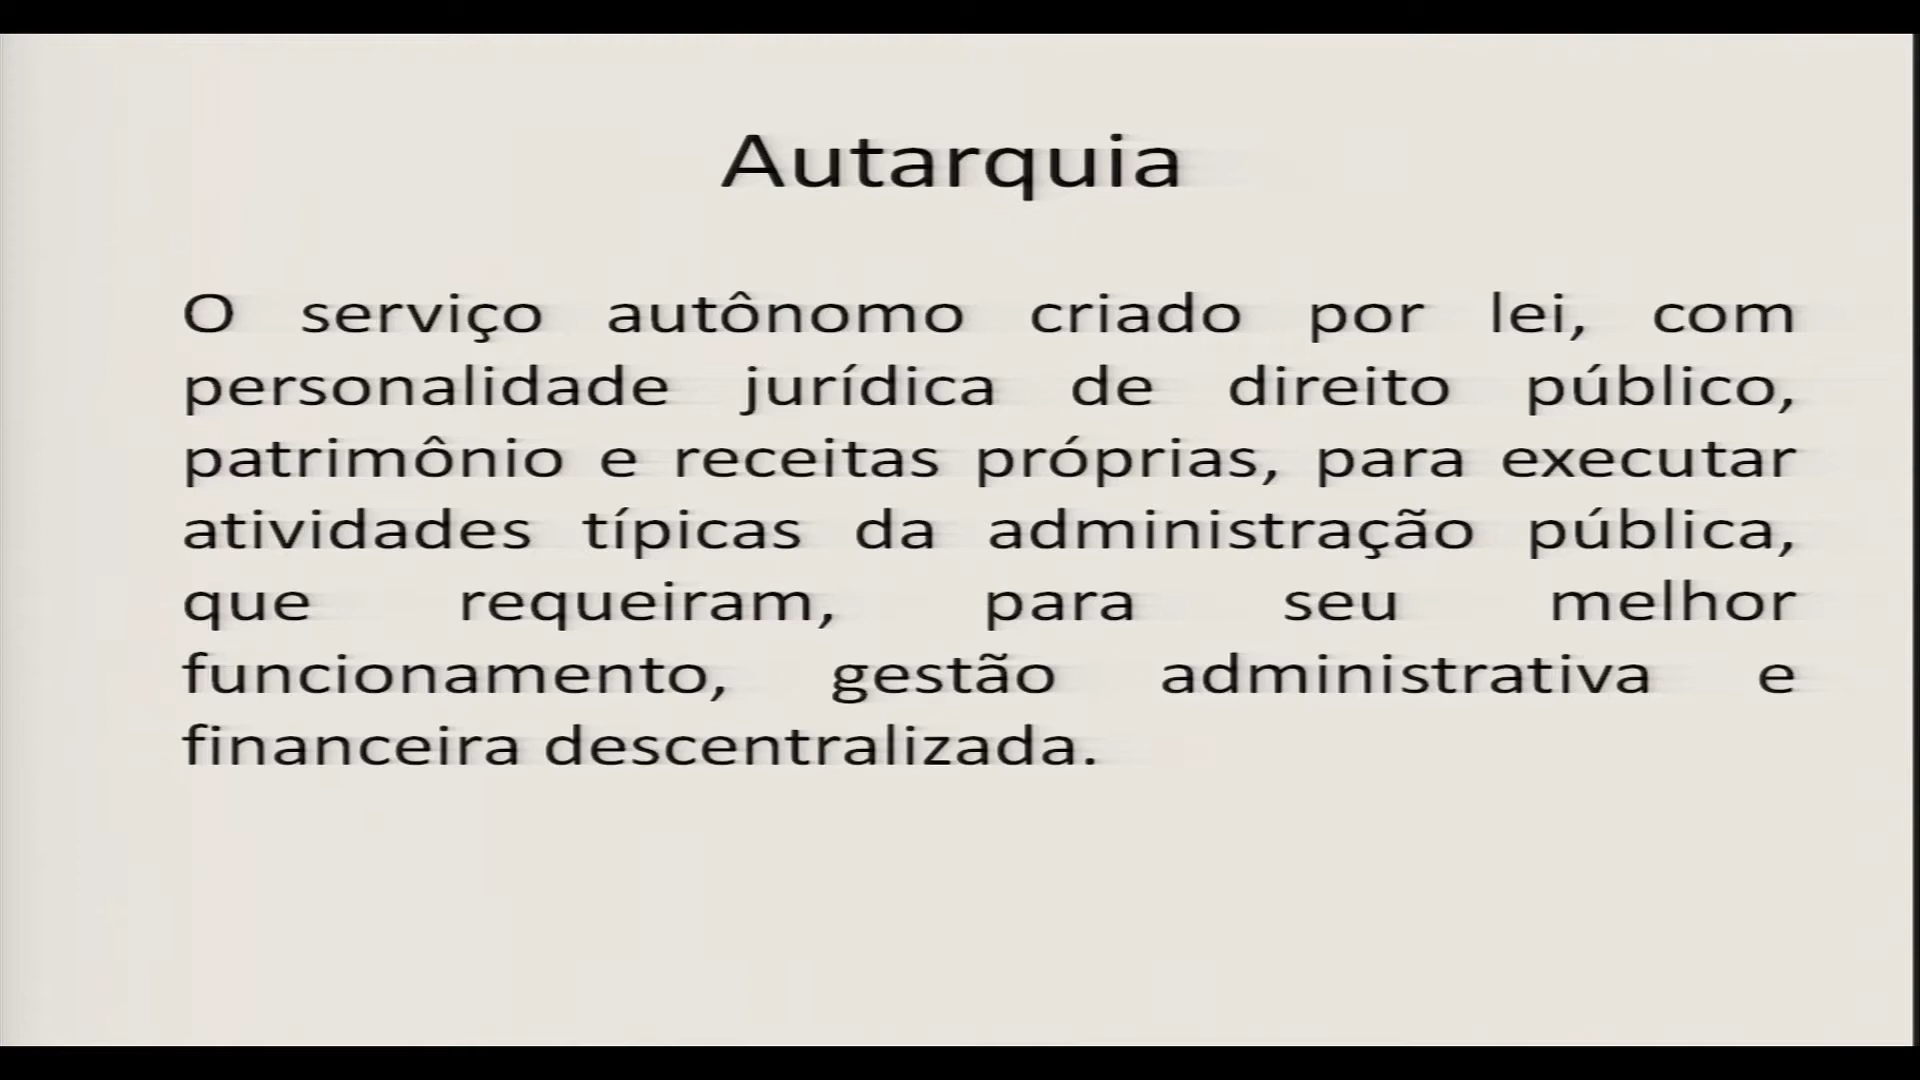 Autarquia
O serviço autônomo criado por lei, com
personalidade jurídica de direito público,
patrimônio e receitas próprias, para executar
atividades típicas da administração pública,
que requeiram, para seu melhor
funcionamento, gestão administrativa e
financeira descentralizada.